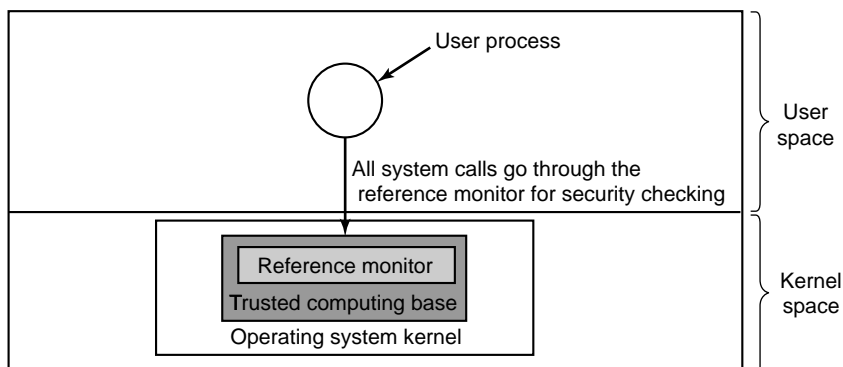 User process
User
space
All system calls go through the
reference monitor for security checking
Reference monitor
Trusted computing base
Operating system kernel
Kernel
space